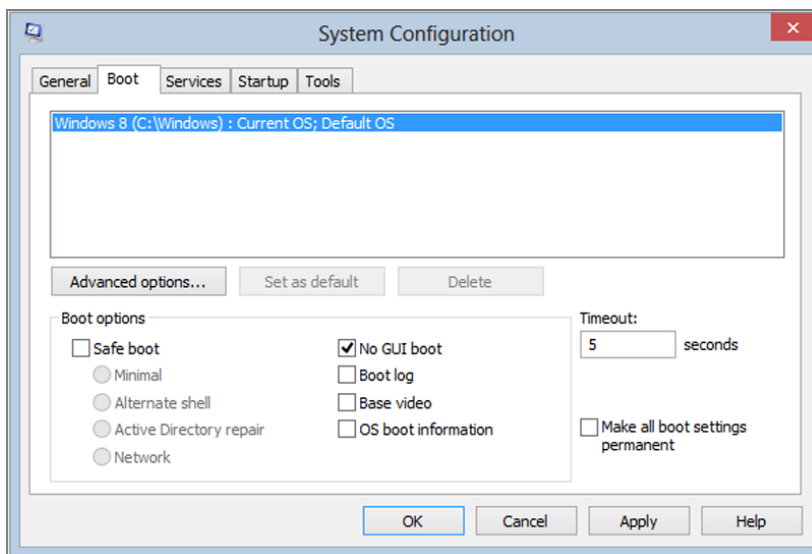 System Configuration
General Boot Services Startup Tools
Windows 8 (C:\Windows) : Current OS; Default OS
Advanced options... Set as default Delete
Boot options
Timeout:
Safe boot No GUI boot 5 seconds
Minimal Boot log
Alternate shell Base video
Active Directory repair OS boot information
Network
Make all boot settings
permanent
OK Cancel Apply Help